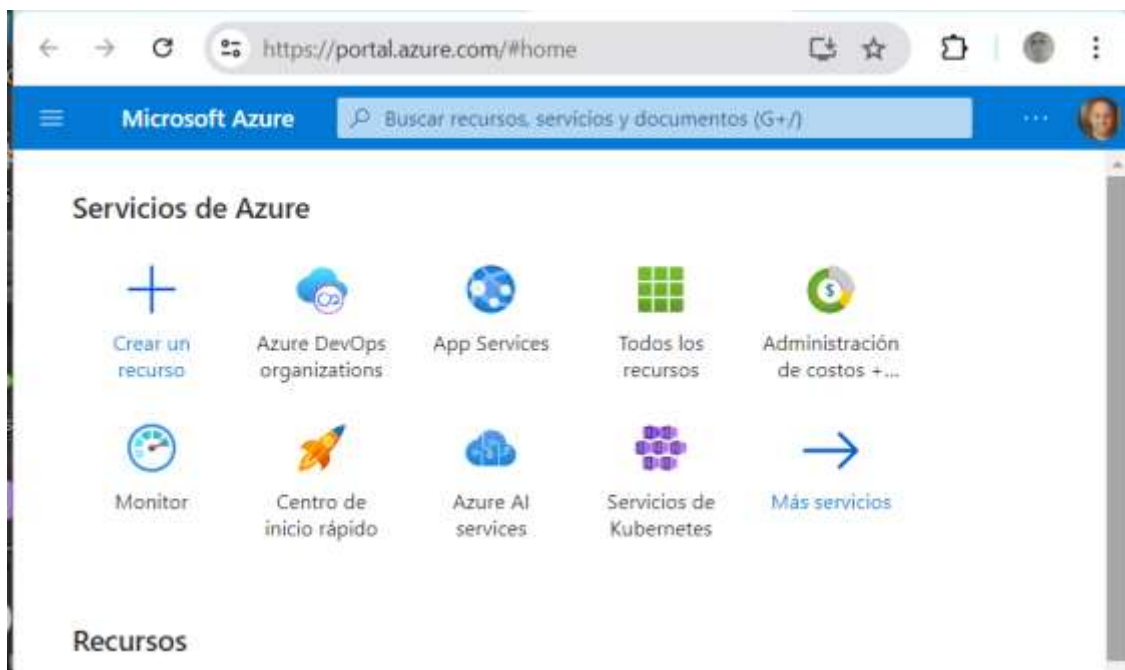 https://portal.azure.com/#home
Microsoft Azure
Buscar recursos, servicios y documentos (G+/)
Servicios de Azure
Crear un
recurso
Azure DevOps
organizations
App Services
Todos los
recursos
Administración
de costos +...
Monitor
Centro de
inicio rápido
Azure AI
services
Servicios de
Kubernetes
Más servicios
Recursos